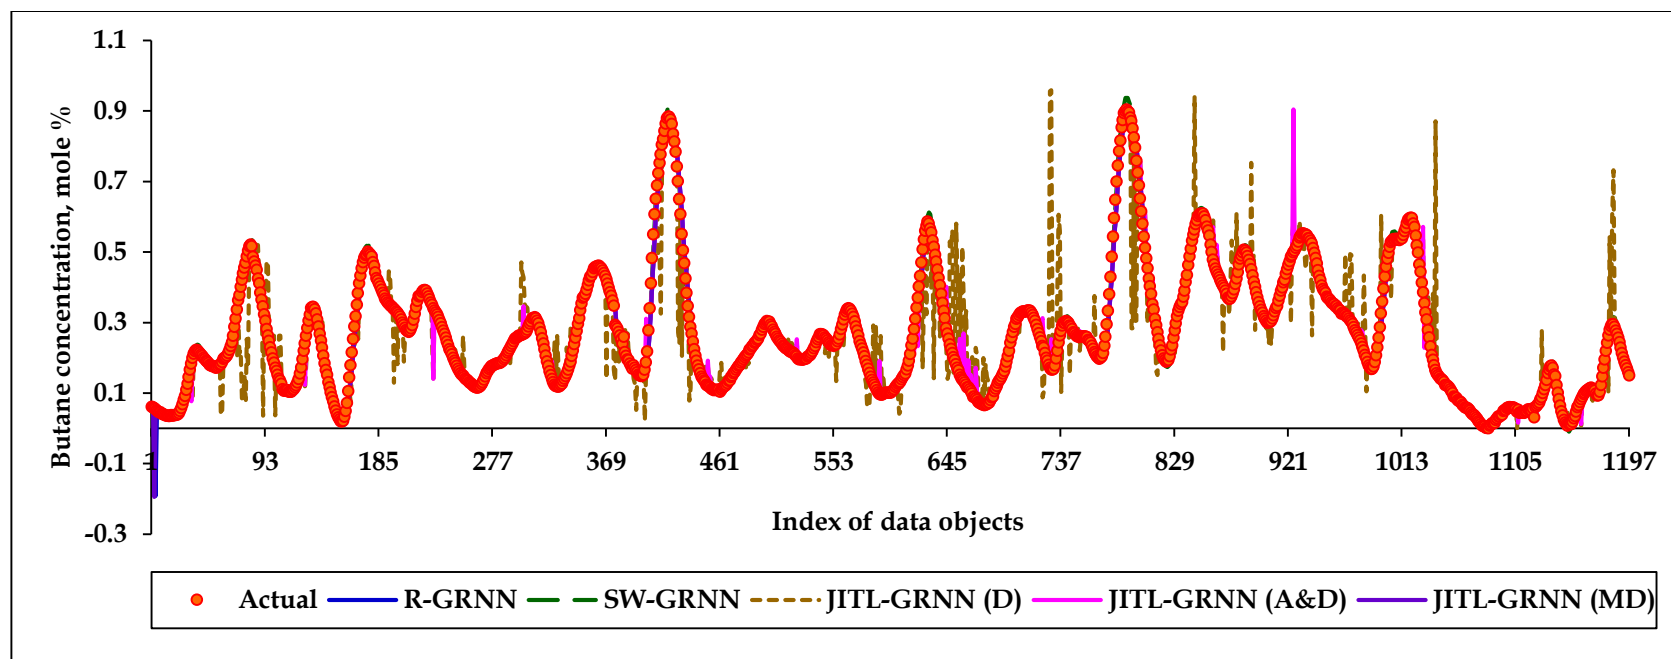 1.1
0.9
0.7
0.5
0.3
0.1
-0.1
-0.3
Butane concentration, mole %
1 93 185 277 369 461 553 645 737 829 921 1013 1105 1197
Index of data objects
Actual R-GRNN SW-GRNN JITL-GRNN (D) JITL-GRNN (A&D) JITL-GRNN (MD)